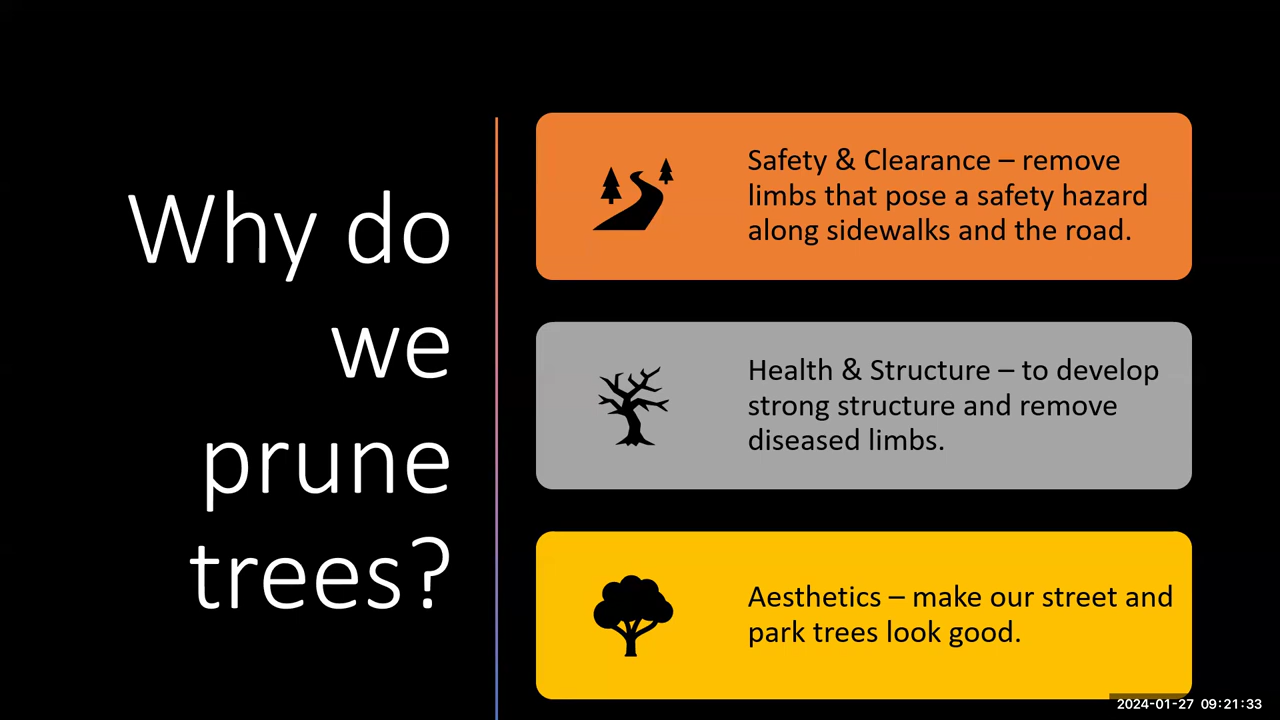 Why do
we
prune
trees?
Safety & Clearance – remove
limbs that pose a safety hazard
along sidewalks and the road.
Health & Structure – to develop
strong structure and remove
diseased limbs.
Aesthetics – make our street and
park trees look good.
2024-01-27 09:21:33